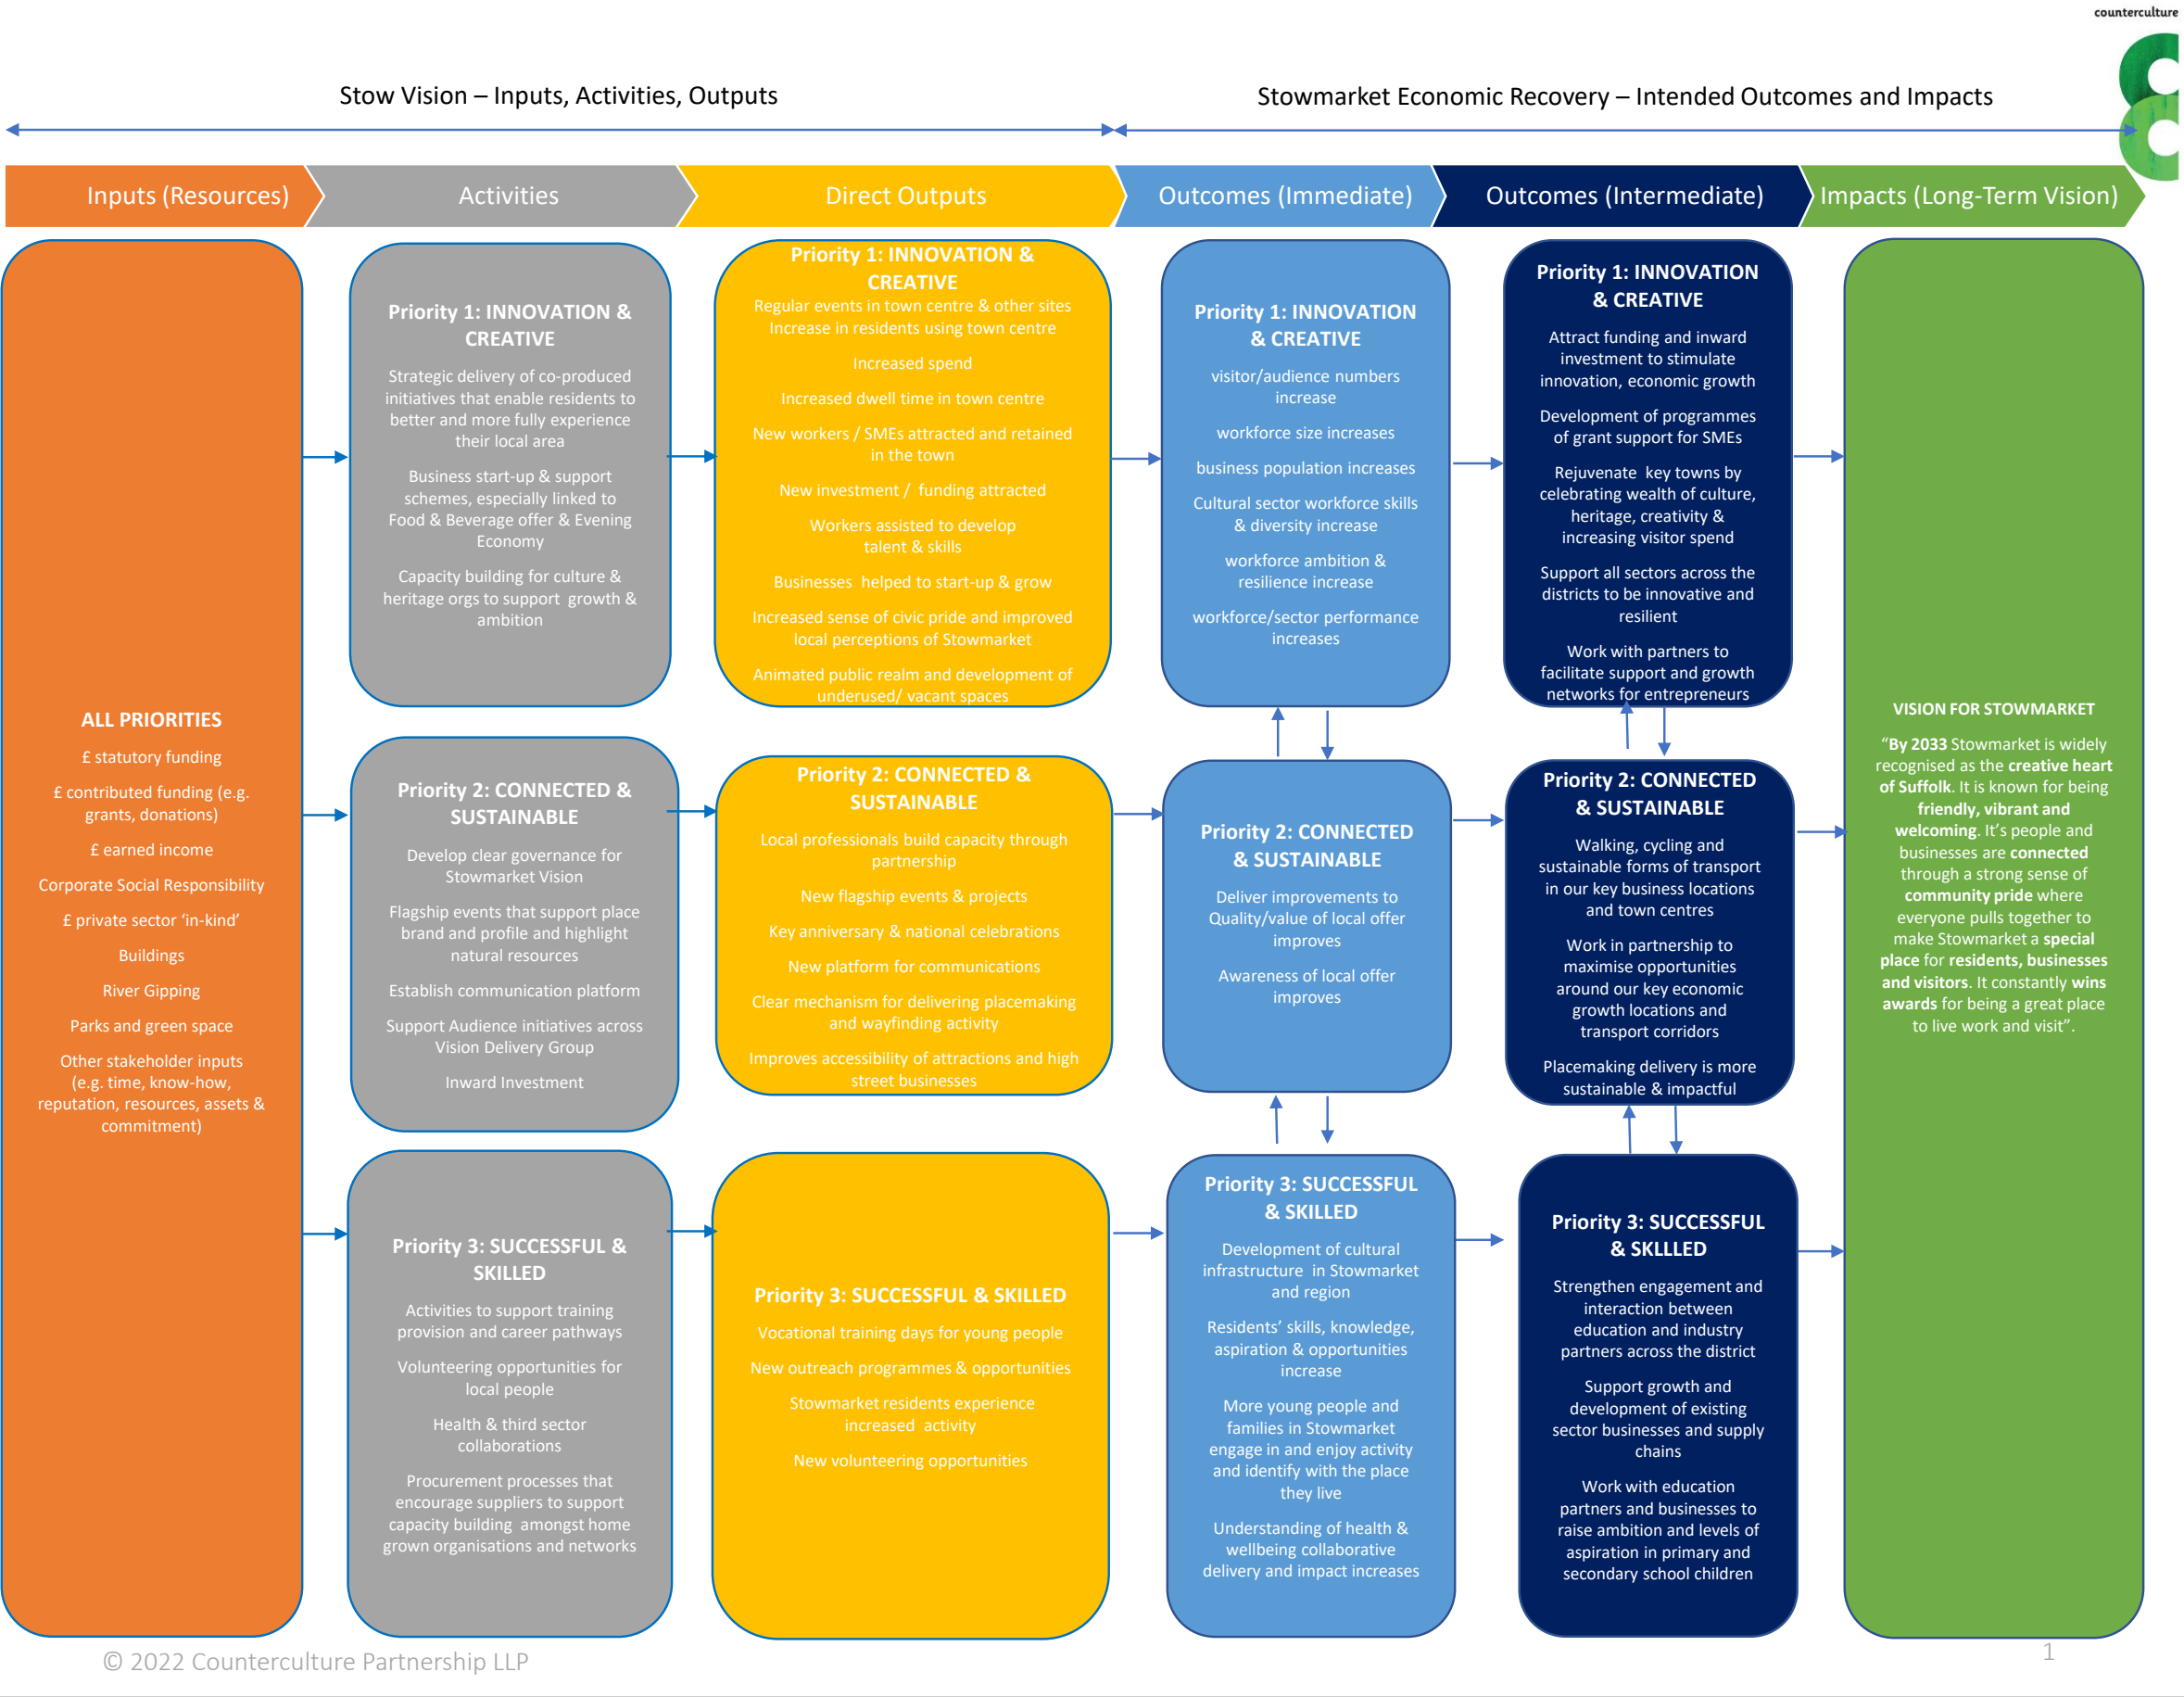 counterculture
Stow Vision – Inputs, Activities, Outputs
Stowmarket Economic Recovery – Intended Outcomes and Impacts
Inputs (Resources)
Activities
Direct Outputs
Outcomes (Immediate)
Outcomes (Intermediate)
Impacts (Long-Term Vision)
ALL PRIORITIES
£ statutory funding
£ contributed funding (e.g.
grants, donations)
£ earned income
Corporate Social Responsibility
£ private sector ‘in-kind’
Buildings
River Gipping
Parks and green space
Other stakeholder inputs
(e.g. time, know-how,
reputation, resources, assets &
commitment)
Priority 1: INNOVATION &
CREATIVE
Strategic delivery of co-produced
initiatives that enable residents to
better and more fully experience
their local area
Business start-up & support
schemes, especially linked to
Food & Beverage offer & Evening
Economy
Capacity building for culture &
heritage orgs to support growth &
ambition
Priority 2: CONNECTED &
SUSTAINABLE
Develop clear governance for
Stowmarket Vision
Flagship events that support place
brand and profile and highlight
natural resources
Establish communication platform
Support Audience initiatives across
Vision Delivery Group
Inward Investment
Priority 3: SUCCESSFUL &
SKILLED
Activities to support training
provision and career pathways
Volunteering opportunities for
local people
Health & third sector
collaborations
Procurement processes that
encourage suppliers to support
capacity building amongst home
grown organisations and networks
Priority 1: INNOVATION &
CREATIVE
Regular events in town centre & other sites
Increase in residents using town centre
Increased spend
Increased dwell time in town centre
New workers / SMEs attracted and retained
in the town
New investment / funding attracted
Workers assisted to develop
talent & skills
Businesses helped to start-up & grow
Increased sense of civic pride and improved
local perceptions of Stowmarket
Animated public realm and development of
underused/ vacant spaces
Priority 2: CONNECTED &
SUSTAINABLE
Local professionals build capacity through
partnership
New flagship events & projects
Key anniversary & national celebrations
New platform for communications
Clear mechanism for delivering placemaking
and wayfinding activity
Improves accessibility of attractions and high
street businesses
Priority 3: SUCCESSFUL & SKILLED
Vocational training days for young people
New outreach programmes & opportunities
Stowmarket residents experience
increased activity
New volunteering opportunities
Priority 1: INNOVATION
& CREATIVE
visitor/audience numbers
increase
workforce size increases
business population increases
Cultural sector workforce skills
& diversity increase
workforce ambition &
resilience increase
workforce/sector performance
increases
Priority 2: CONNECTED
& SUSTAINABLE
Deliver improvements to
Quality/value of local offer
improves
Awareness of local offer
improves
Priority 3: SUCCESSFUL
& SKILLED
Development of cultural
infrastructure in Stowmarket
and region
Residents’ skills, knowledge,
aspiration & opportunities
increase
More young people and
families in Stowmarket
engage in and enjoy activity
and identify with the place
they live
Understanding of health &
wellbeing collaborative
delivery and impact increases
Priority 1: INNOVATION
& CREATIVE
Attract funding and inward
investment to stimulate
innovation, economic growth
Development of programmes
of grant support for SMEs
Rejuvenate key towns by
celebrating wealth of culture,
heritage, creativity &
increasing visitor spend
Support all sectors across the
districts to be innovative and
resilient
Work with partners to
facilitate support and growth
networks for entrepreneurs
Priority 2: CONNECTED
& SUSTAINABLE
Walking, cycling and
sustainable forms of transport
in our key business locations
and town centres
Work in partnership to
maximise opportunities
around our key economic
growth locations and
transport corridors
Placemaking delivery is more
sustainable & impactful
Priority 3: SUCCESSFUL
& SKLLLED
Strengthen engagement and
interaction between
education and industry
partners across the district
Support growth and
development of existing
sector businesses and supply
chains
Work with education
partners and businesses to
raise ambition and levels of
aspiration in primary and
secondary school children
VISION FOR STOWMARKET
“By 2033 Stowmarket is widely
recognised as the creative heart
of Suffolk. It is known for being
friendly, vibrant and
welcoming. It’s people and
businesses are connected
through a strong sense of
community pride where
everyone pulls together to
make Stowmarket a special
place for residents, businesses
and visitors. It constantly wins
awards for being a great place
to live work and visit”.
© 2022 Counterculture Partnership LLP
1